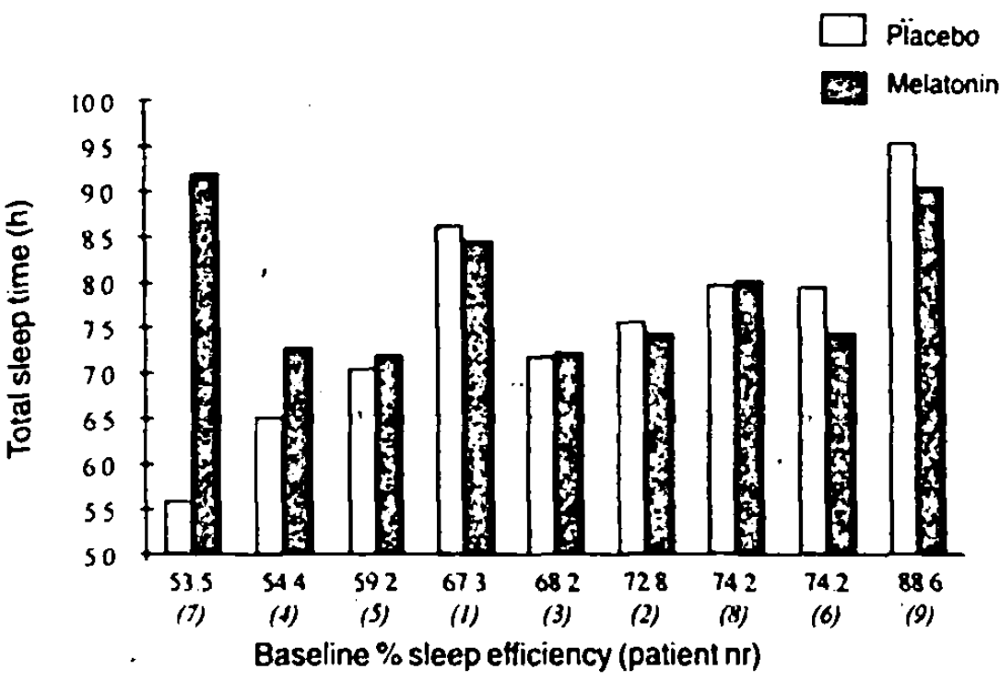 Placebo
Melatonin
Total sleep time (h)
10 0
9 5
9 0
8 5
8 0
7 5
7 0
6 5
6 0
5 5
5 0
53.5 54 4 59 2 67 3 68 2 72 8 74 2 74.2 88 6
(7) (4) (5) (1) (3) (2) (8) (6) (9)
Baseline % sleep efficiency (patient nr)